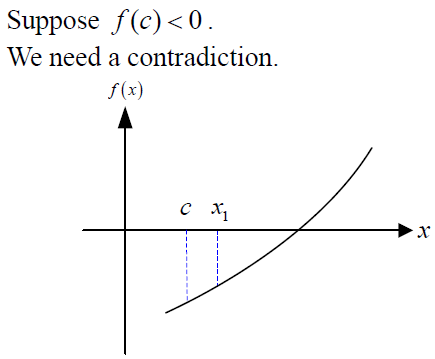 Suppose f(c) < 0.
We need a contradiction.
f(x)
c x₁
x